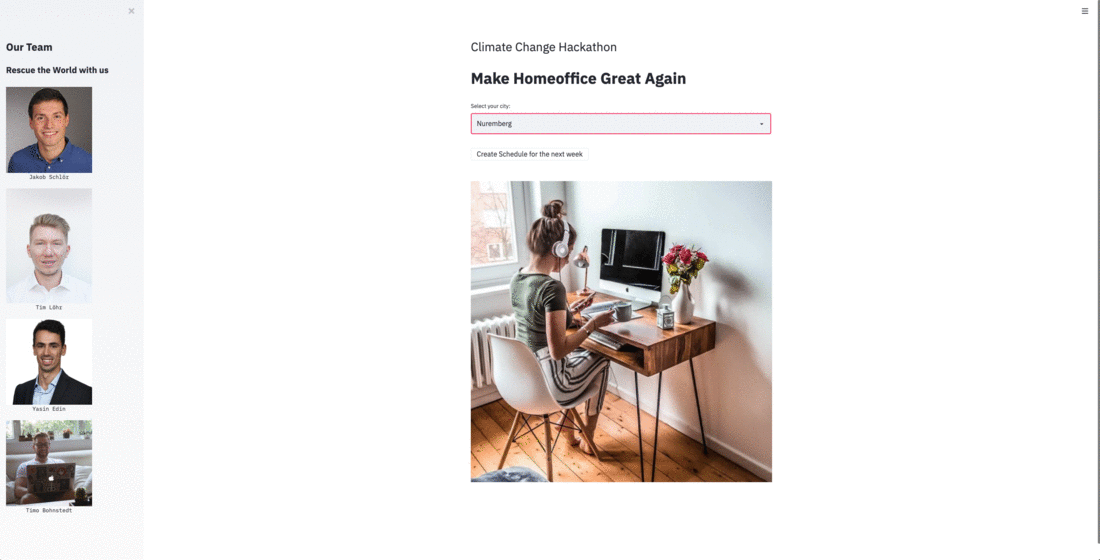 Our Team
Rescue the World with us
Jakob Schlör
Tim Löhr
Yasin Edin
Timo Bohnstedt
Climate Change Hackathon
Make Homeoffice Great Again
Select your city:
Nuremberg
Create Schedule for the next week